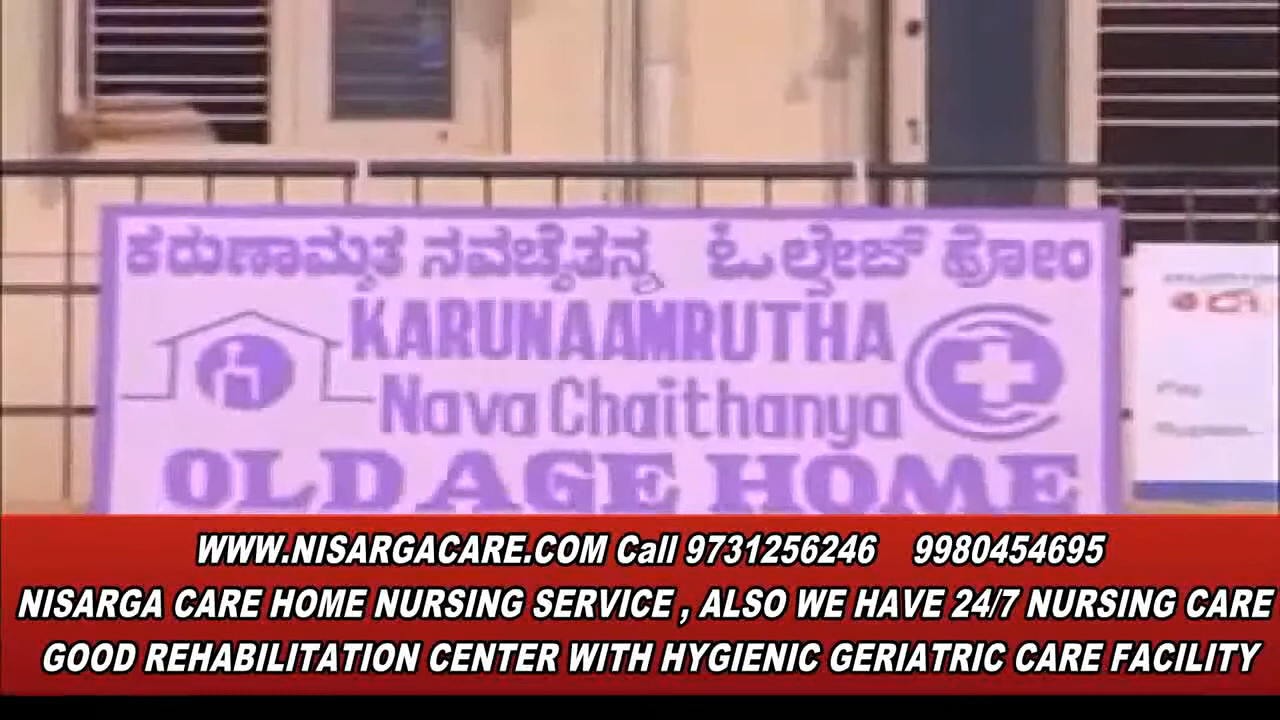 ಕರುಣಾಮೃತ ನವಚೈತನ್ಯ ಓಲ್ಡೇಜ್ ಹೋಂ
KARUNAAMRUTHA
Nava Chaithanya
OLD AGE HOME
WWW.NISARGACARE.COM Call 9731256246 9980454695
NISARGA CARE HOME NURSING SERVICE , ALSO WE HAVE 24/7 NURSING CARE
GOOD REHABILITATION CENTER WITH HYGIENIC GERIATRIC CARE FACILITY